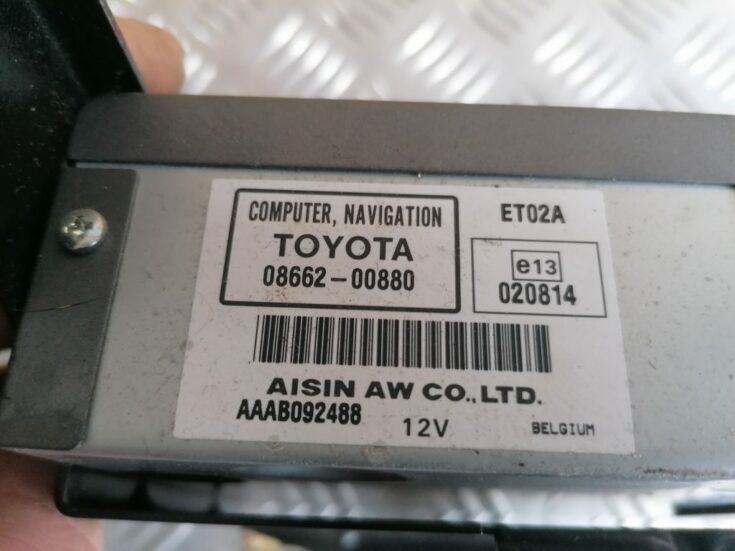 COMPUTER, NAVIGATION
TOYOTA
08662-00880
ET02A
e13
020814
AISIN AW CO.,LTD.
AAAB092488
12V
BELGIUM